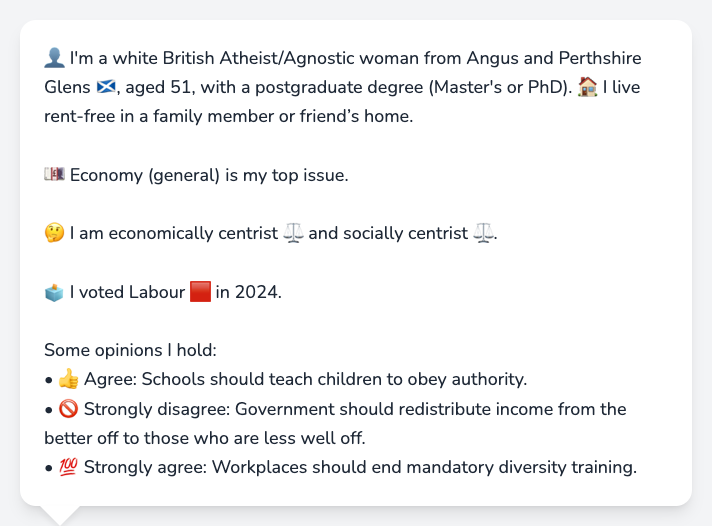 👤 I'm a white British Atheist/Agnostic woman from Angus and Perthshire
Glens 🏴󠁧󠁢󠁳󠁣󠁴󠁿, aged 51, with a postgraduate degree (Master's or PhD). 🏠 I live
rent-free in a family member or friend’s home.
💷 Economy (general) is my top issue.
🤔 I am economically centrist ⚖️ and socially centrist ⚖️.
🗳️ I voted Labour 🟥 in 2024.
Some opinions I hold:
• 👍 Agree: Schools should teach children to obey authority.
• 🚫 Strongly disagree: Government should redistribute income from the
better off to those who are less well off.
• 💯 Strongly agree: Workplaces should end mandatory diversity training.